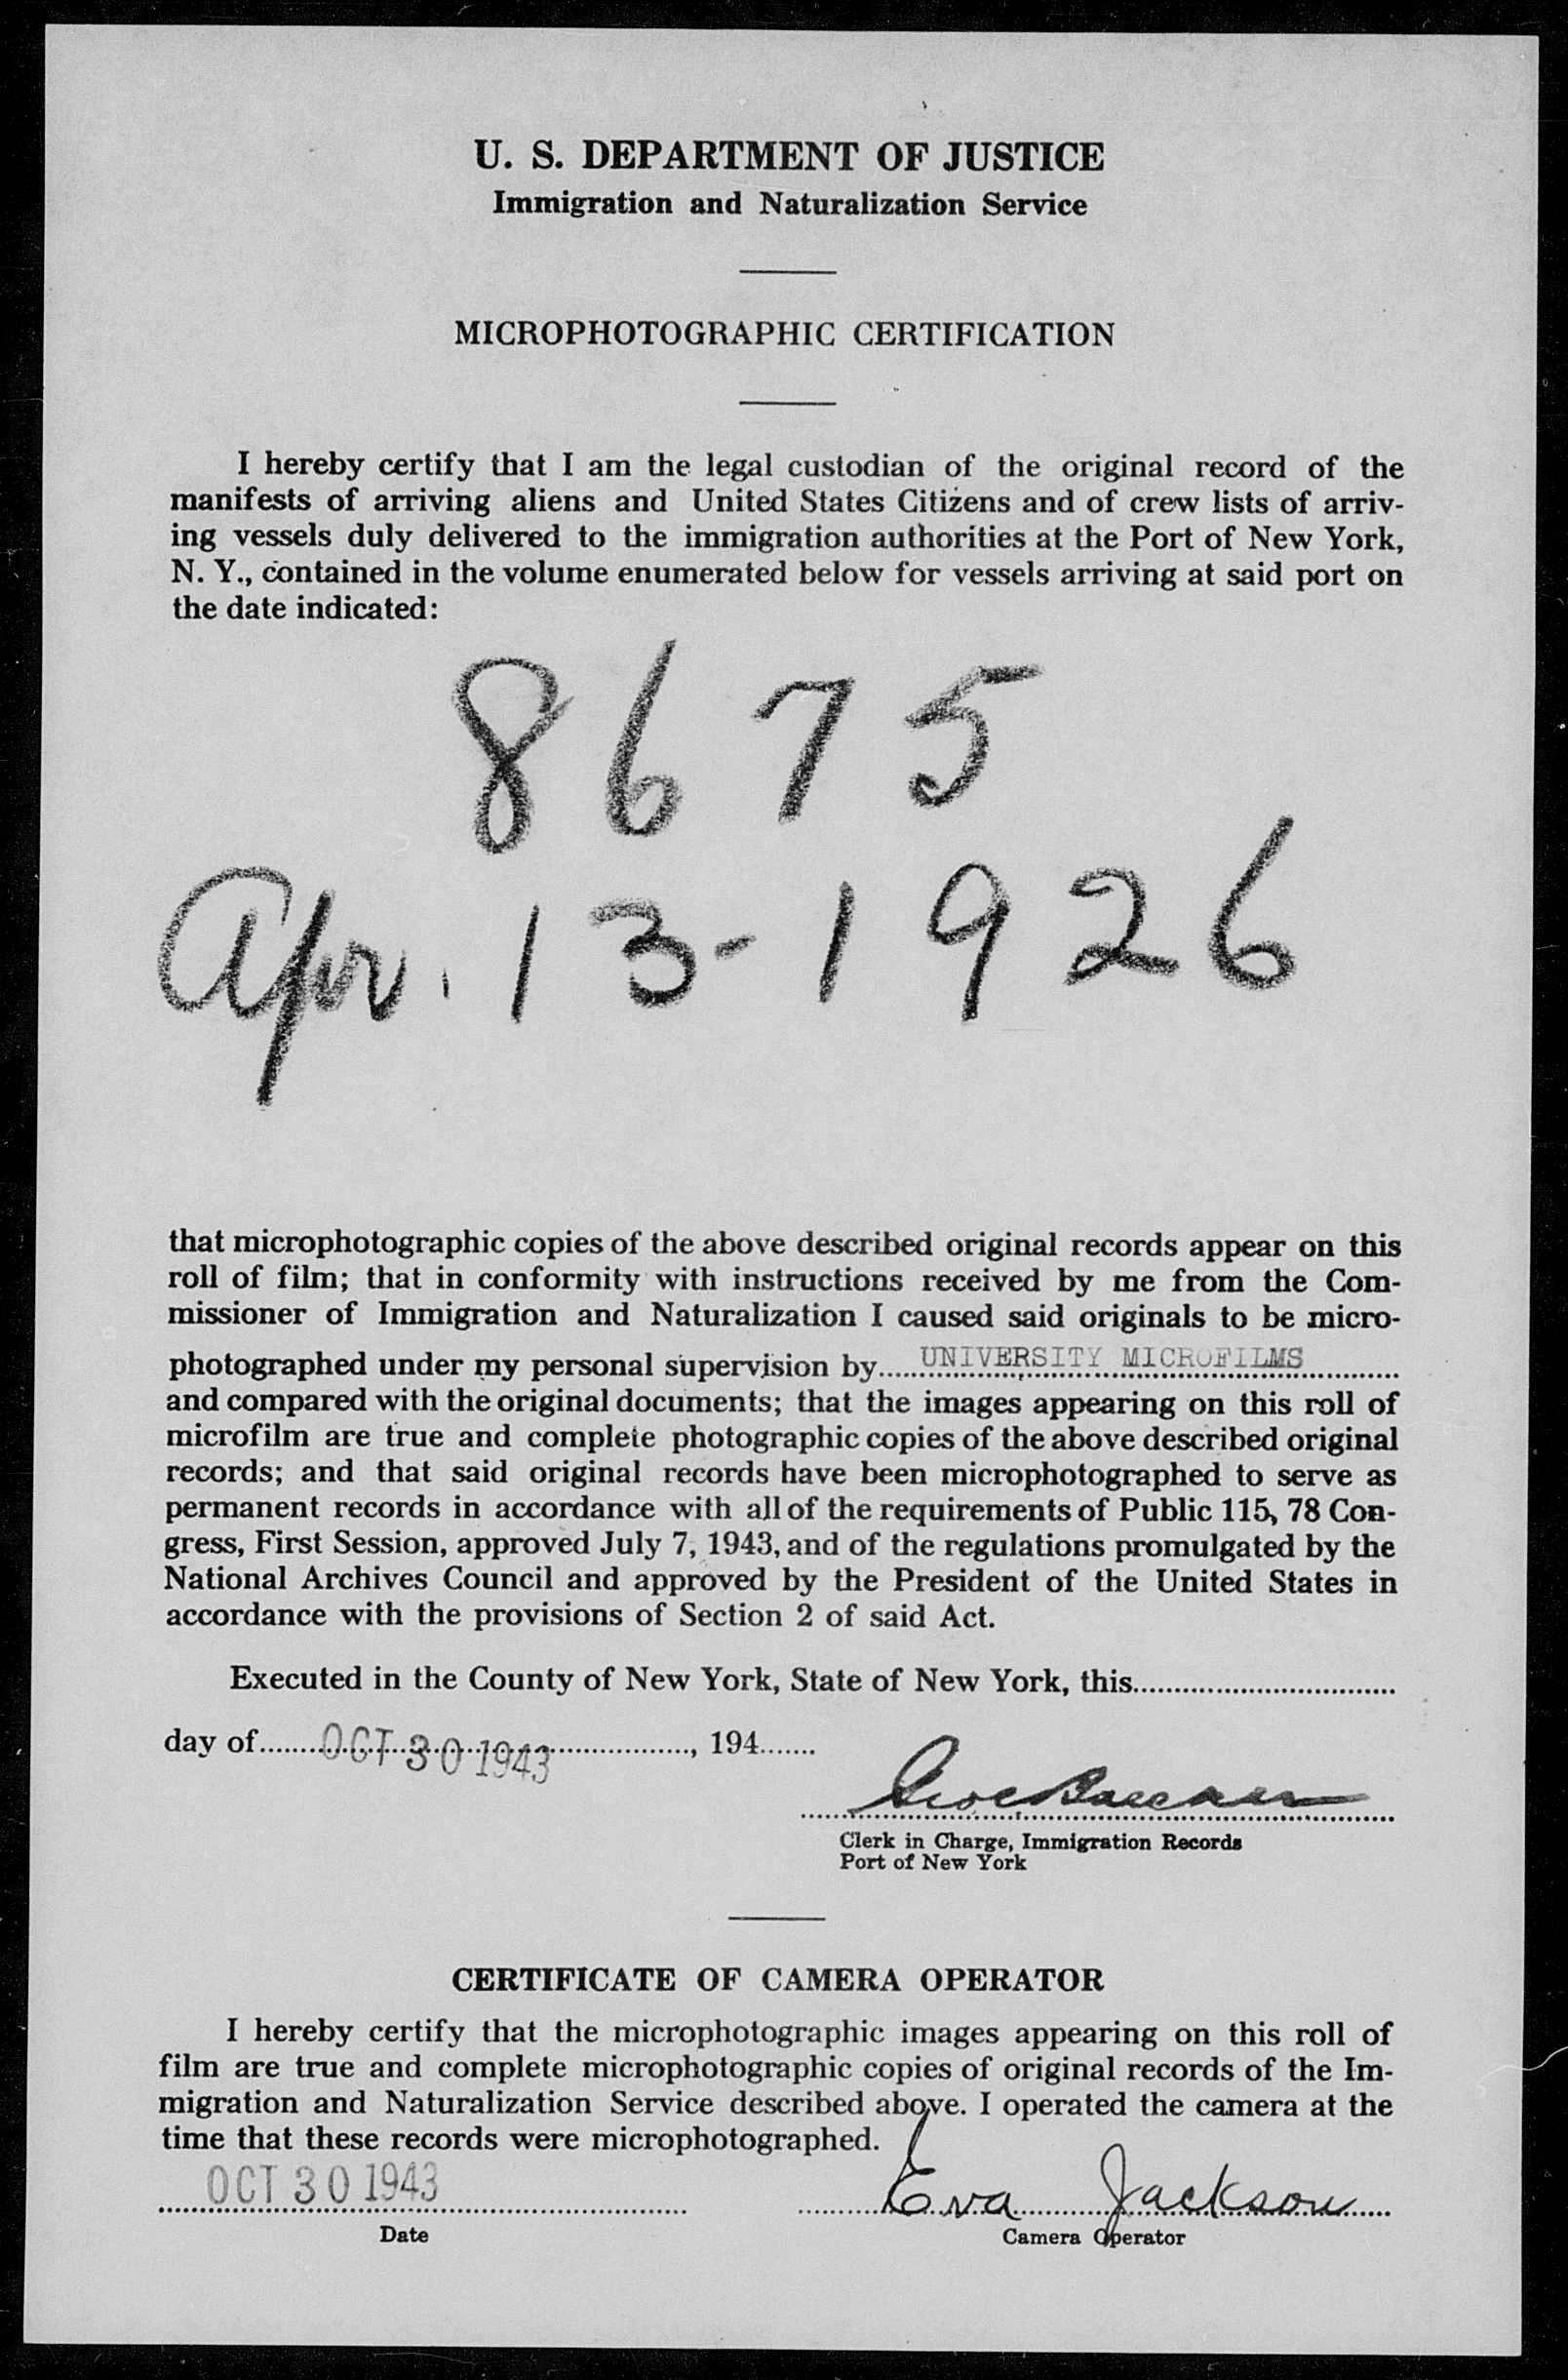 U. S. DEPARTMENT OF JUSTICE
Immigration and Naturalization Service
MICROPHOTOGRAPHIC CERTIFICATION
I hereby certify that I am the legal custodian of the original record of the
manifests of arriving aliens and United States Citizens and of crew lists of arriv-
ing vessels duly delivered to the immigration authorities at the Port of New York,
N. Y., contained in the volume enumerated below for vessels arriving at said port on
the date indicated:
8675
Apr. 13-1926
that microphotographic copies of the above described original records appear on this
roll of film; that in conformity with instructions received by me from the Com-
missioner of Immigration and Naturalization I caused said originals to be micro-
photographed under my personal supervision by UNIVERSITY MICROFILMS
and compared with the original documents; that the images appearing on this roll of
microfilm are true and complete photographic copies of the above described original
records; and that said original records have been microphotographed to serve as
permanent records in accordance with all of the requirements of Public 115, 78 Con-
gress, First Session, approved July 7, 1943, and of the regulations promulgated by the
National Archives Council and approved by the President of the United States in
accordance with the provisions of Section 2 of said Act.
Executed in the County of New York, State of New York, this
day of OCT 30 1943, 194
Clerk in Charge, Immigration Records
Port of New York
CERTIFICATE OF CAMERA OPERATOR
I hereby certify that the microphotographic images appearing on this roll of
film are true and complete microphotographic copies of original records of the Im-
migration and Naturalization Service described above. I operated the camera at the
time that these records were microphotographed.
OCT 30 1943 Eva Jackson
Date Camera Operator